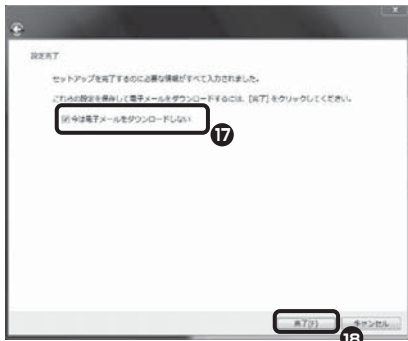 設定完了
セットアップを完了するのに必要な情報がすべて入力されました。
これらの設定を保存して電子メールをダウンロードするには、[完了] をクリックしてください。
今は電子メールをダウンロードしない
⓱
完了(F)
キャンセル
⓲